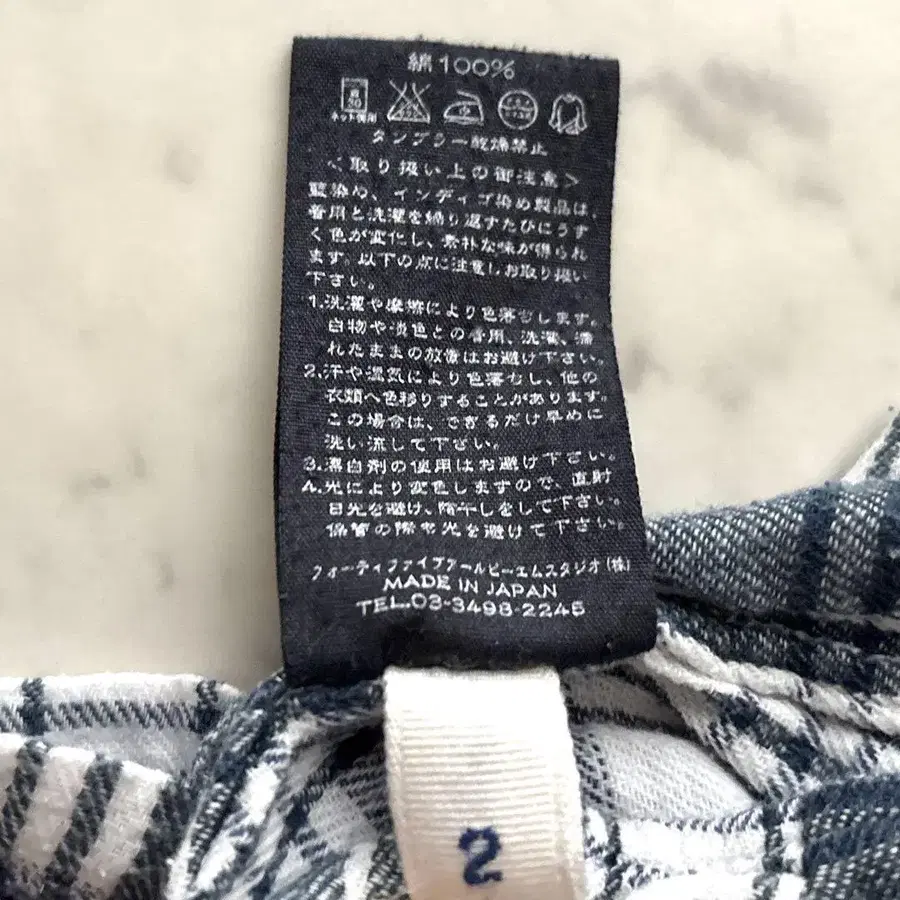 綿100%
ネット使用
タンブラー乾燥禁止
<取り扱い上の御注意>
藍染め、インディゴ染め製品は、
着用と洗濯を繰り返すたびにうす
く色が変化し、素朴な味が得られ
ます。以下の点に注意しお取り扱い
下さい。
1.洗濯や摩擦により色落ちします。
白物や淡色との着用、洗濯、濡
れたままの放置はお避け下さい。
2.汗や湿気により色落ちし、他の
衣類へ色移りすることがあります。
この場合は、できるだけ早めに
洗い流して下さい。
3.漂白剤の使用はお避け下さい。
4.光により変色しますので、直射
日光を避け、陰干しをして下さい。
保管の際も光を避けて下さい。
フォーティファイブアールピーエムスタジオ(株)
MADE IN JAPAN
TEL.03-3498-2245
2